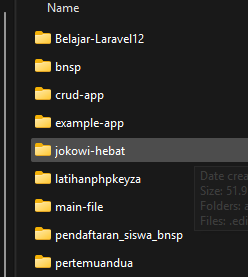 Name
Belajar-Laravel12
bnsp
crud-app
example-app
jokowi-hebat
latihanphpkeyza
Date crea
main-file
Size: 51.9
Folders: a
pendaftaran_siswa_bnsp
Files: .edi
pertemuandua